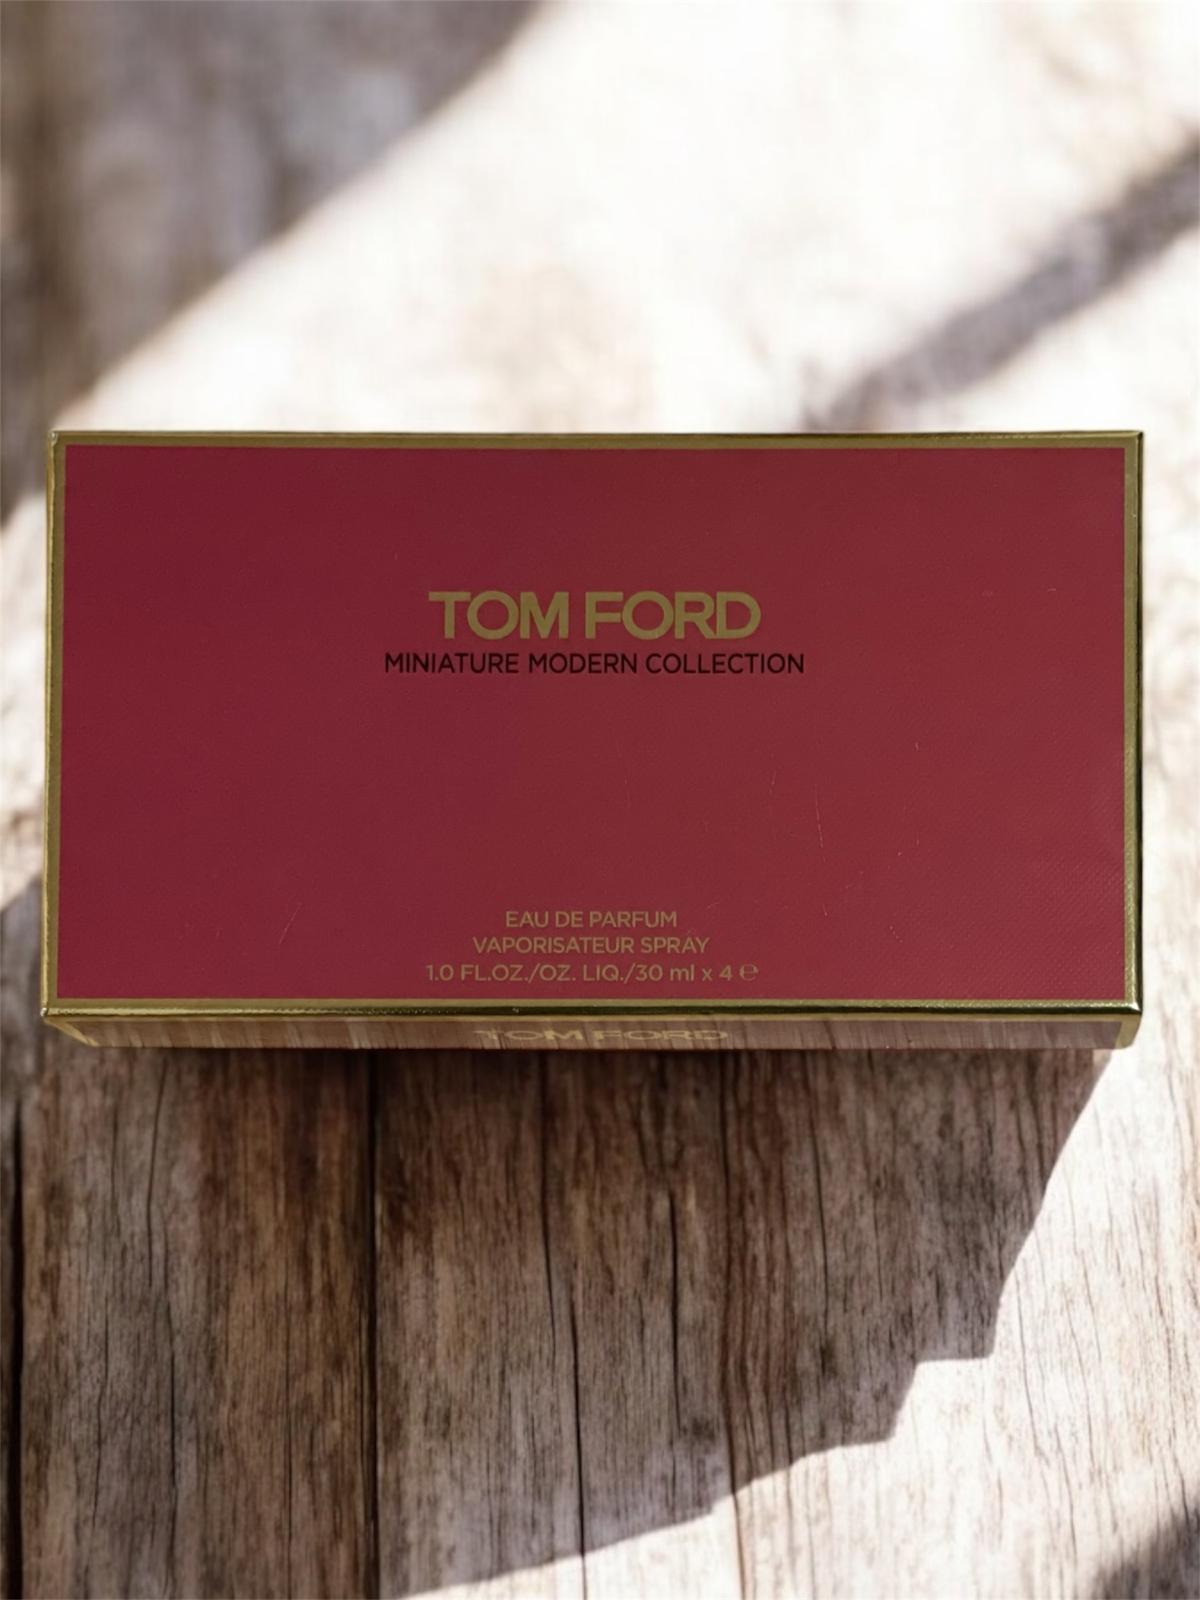 TOM FORD
MINIATURE MODERN COLLECTION
EAU DE PARFUM
VAPORISATEUR SPRAY
1.0 FL.OZ./OZ. LIQ./30 ml x 4 ℮
TOM FORD